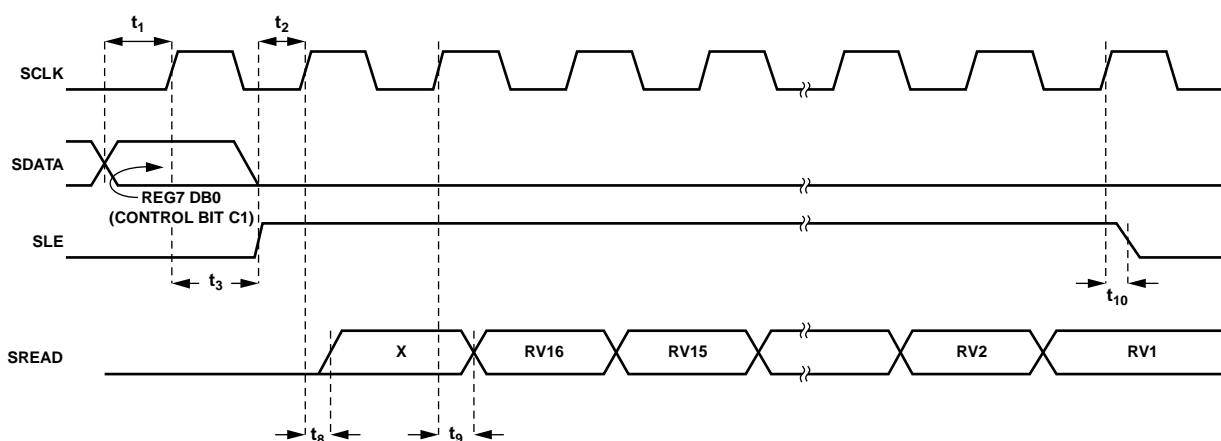 t1
t2
SCLK
SDATA
REG7 DB0
(CONTROL BIT C1)
SLE
t3
t10
SREAD
X
RV16
RV15
RV2
RV1
t8
t9